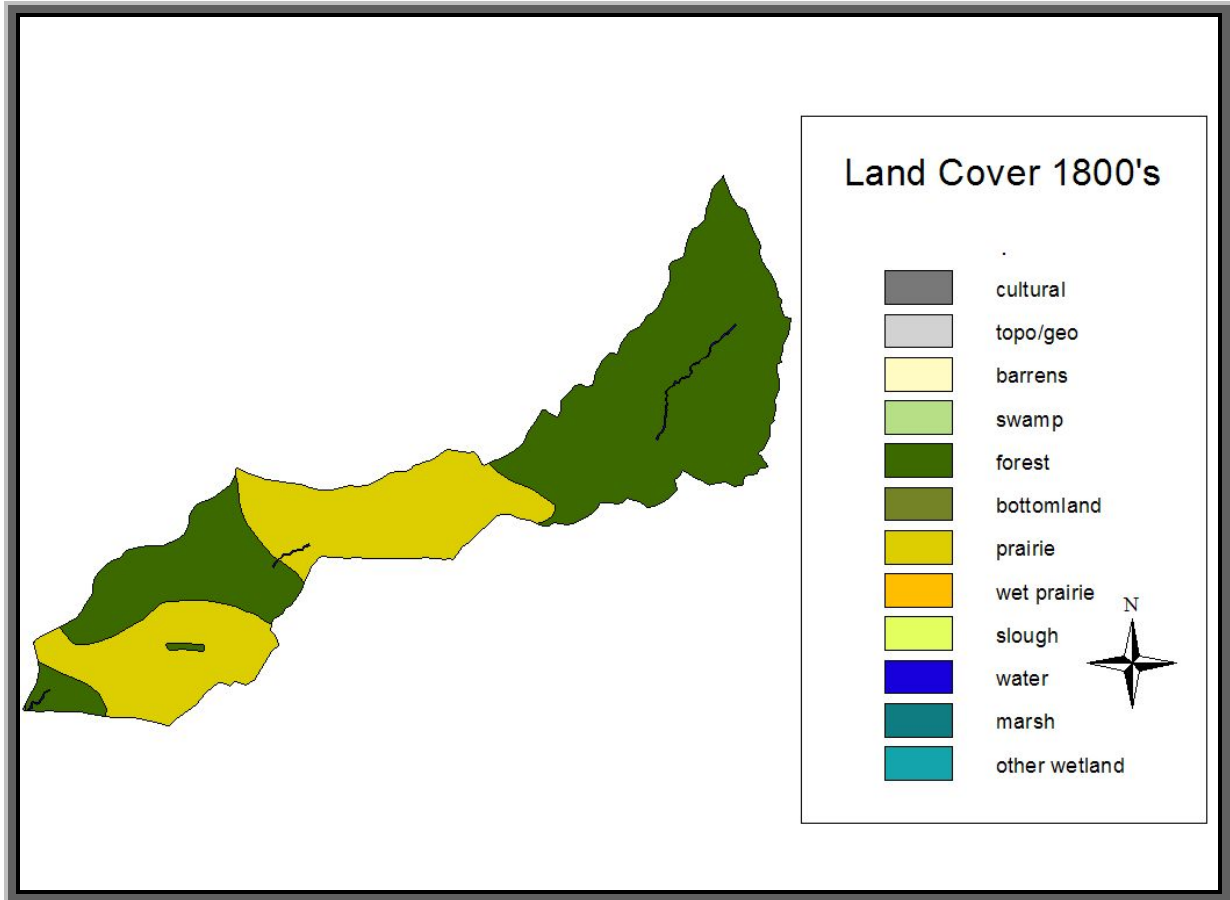 Land Cover 1800's
.
cultural
topo/geo
barrens
swamp
forest
bottomland
prairie
wet prairie
N
slough
water
marsh
other wetland